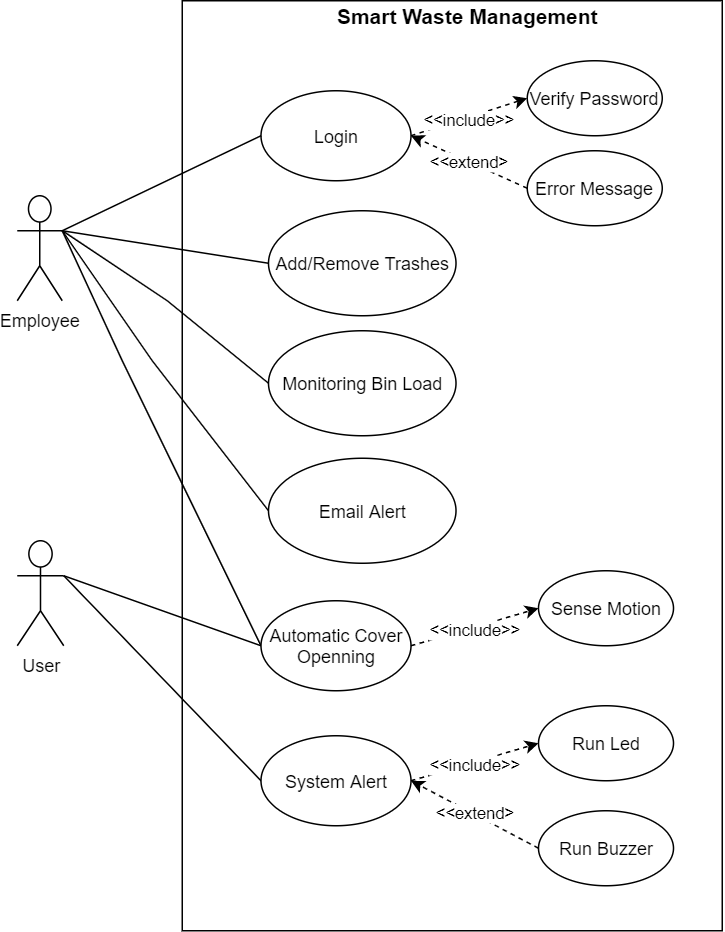 Smart Waste Management
Login
<<include>>
Verify Password
<<extend>
Error Message
Employee
Add/Remove Trashes
Monitoring Bin Load
Email Alert
User
Automatic Cover
Openning
<<include>>
Sense Motion
System Alert
<<include>>
Run Led
<<extend>
Run Buzzer